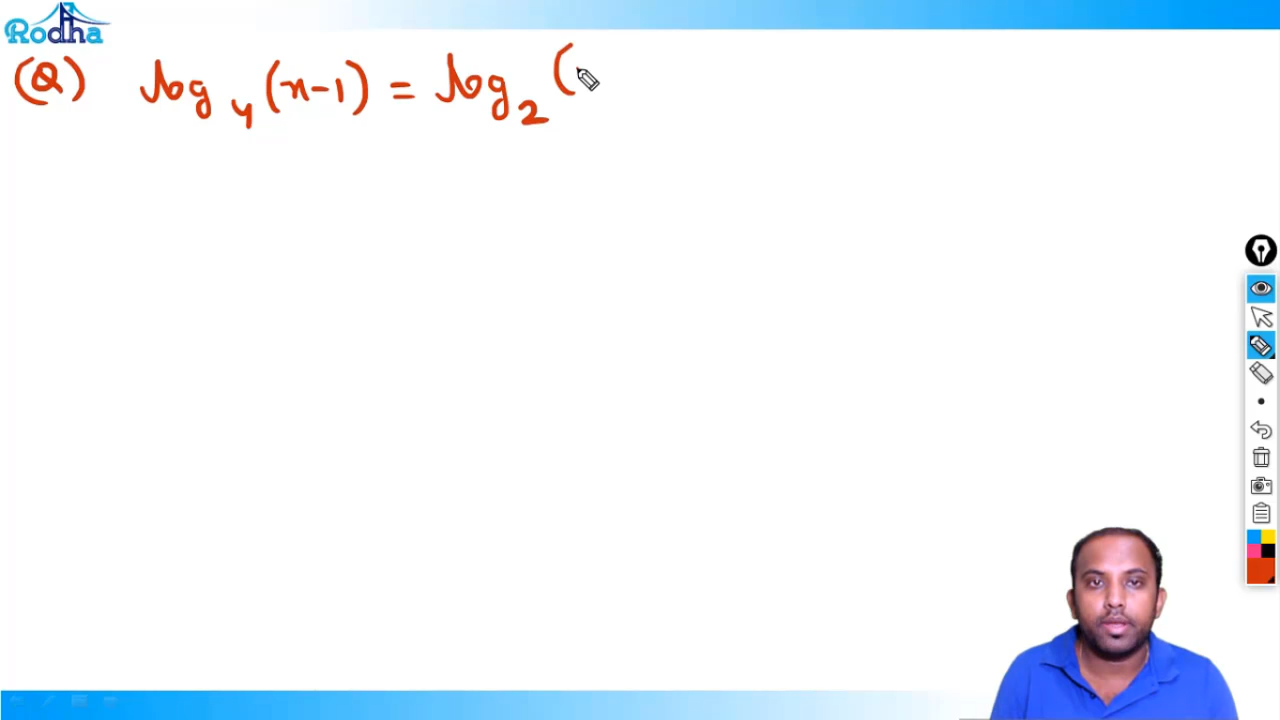 Rodha
(Q) log₄(x-1) = log₂(